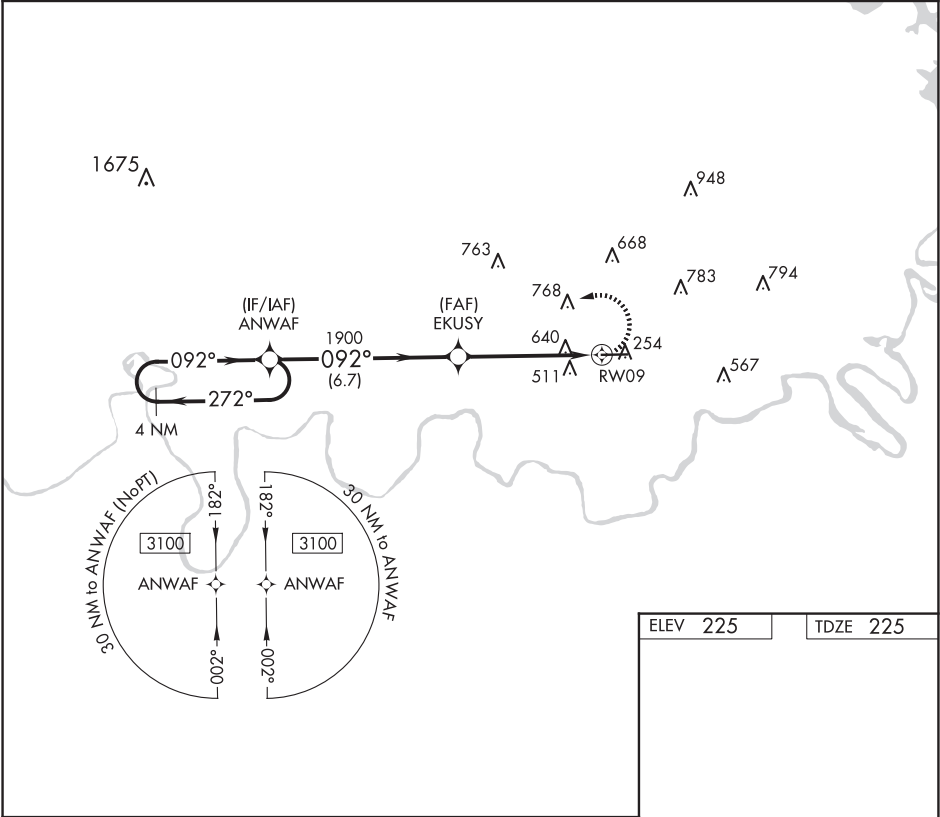 1675
948
763
668
783
794
768
(IF/IAF)
ANWAF
(FAF)
EKUSY
1900
092°
092°
(6.7)
640
254
511
RW09
567
272°
4 NM
30 NM to ANWAF (NoPT)
182°
182°
30 NM to ANWAF
3100
3100
ANWAF
ANWAF
002°
002°
ELEV 225
TDZE 225